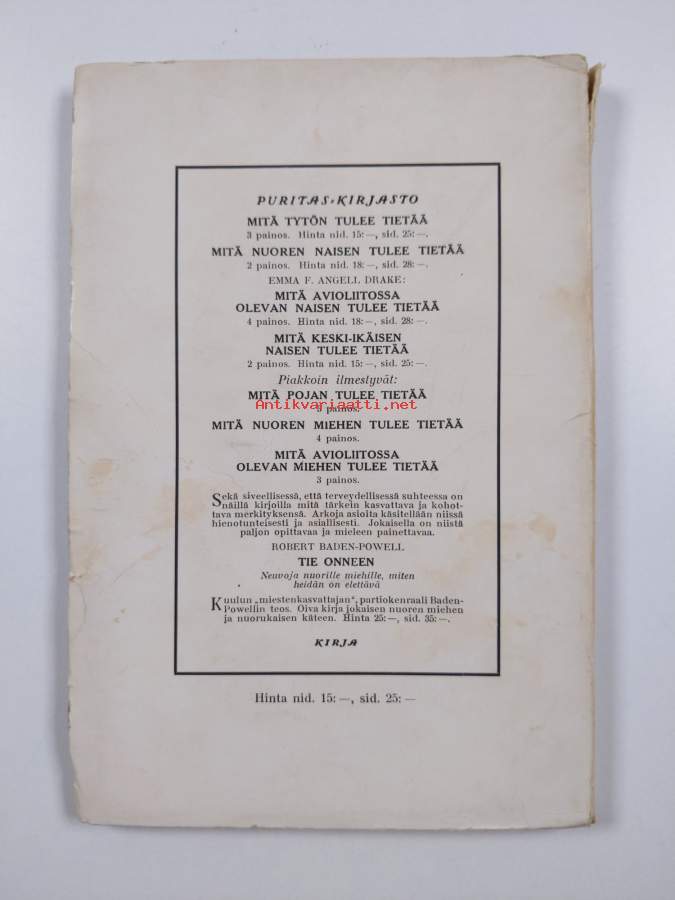 PURITAS-KIRJASTO
MITÄ TYTÖN TULEE TIETÄÄ
3 painos. Hinta nid. 15:—, sid. 25:—.
MITÄ NUOREN NAISEN TULEE TIETÄÄ
2 painos. Hinta nid. 18:—, sid. 28:—.
EMMA F. ANGELL DRAKE:
MITÄ AVIOLIITOSSA
OLEVAN NAISEN TULEE TIETÄÄ
4 painos. Hinta nid. 18:—, sid. 28:—.
MITÄ KESKI-IKÄISEN
NAISEN TULEE TIETÄÄ
2 painos. Hinta nid. 15:—, sid. 25:—.
Piakkoin ilmestyvät:
MITÄ POJAN TULEE TIETÄÄ
Antikvariaatti.net
painos.
MITÄ NUOREN MIEHEN TULEE TIETÄÄ
4 painos.
MITÄ AVIOLIITOSSA
OLEVAN MIEHEN TULEE TIETÄÄ
3 painos.
Sekä siveellisessä, että terveydellisessä suhteessa on
näillä kirjoilla mitä tärkein kasvattava ja kohot-
tava merkityksensä. Arkoja asioita käsitellään niissä
hienotunteisesti ja asiallisesti. Jokaisella on niistä
paljon opittavaa ja mieleen painettavaa.
ROBERT BADEN-POWELL
TIE ONNEEN
Neuvoja nuorille miehille, miten
heidän on elettävä
Kuulun „miestenkasvattajan", partiokenraali Baden-
Powellin teos. Oiva kirja jokaisen nuoren miehen
ja nuorukaisen käteen. Hinta 25:—, sid. 35:—.
KIRJA
Hinta nid. 15: —, sid. 25: —